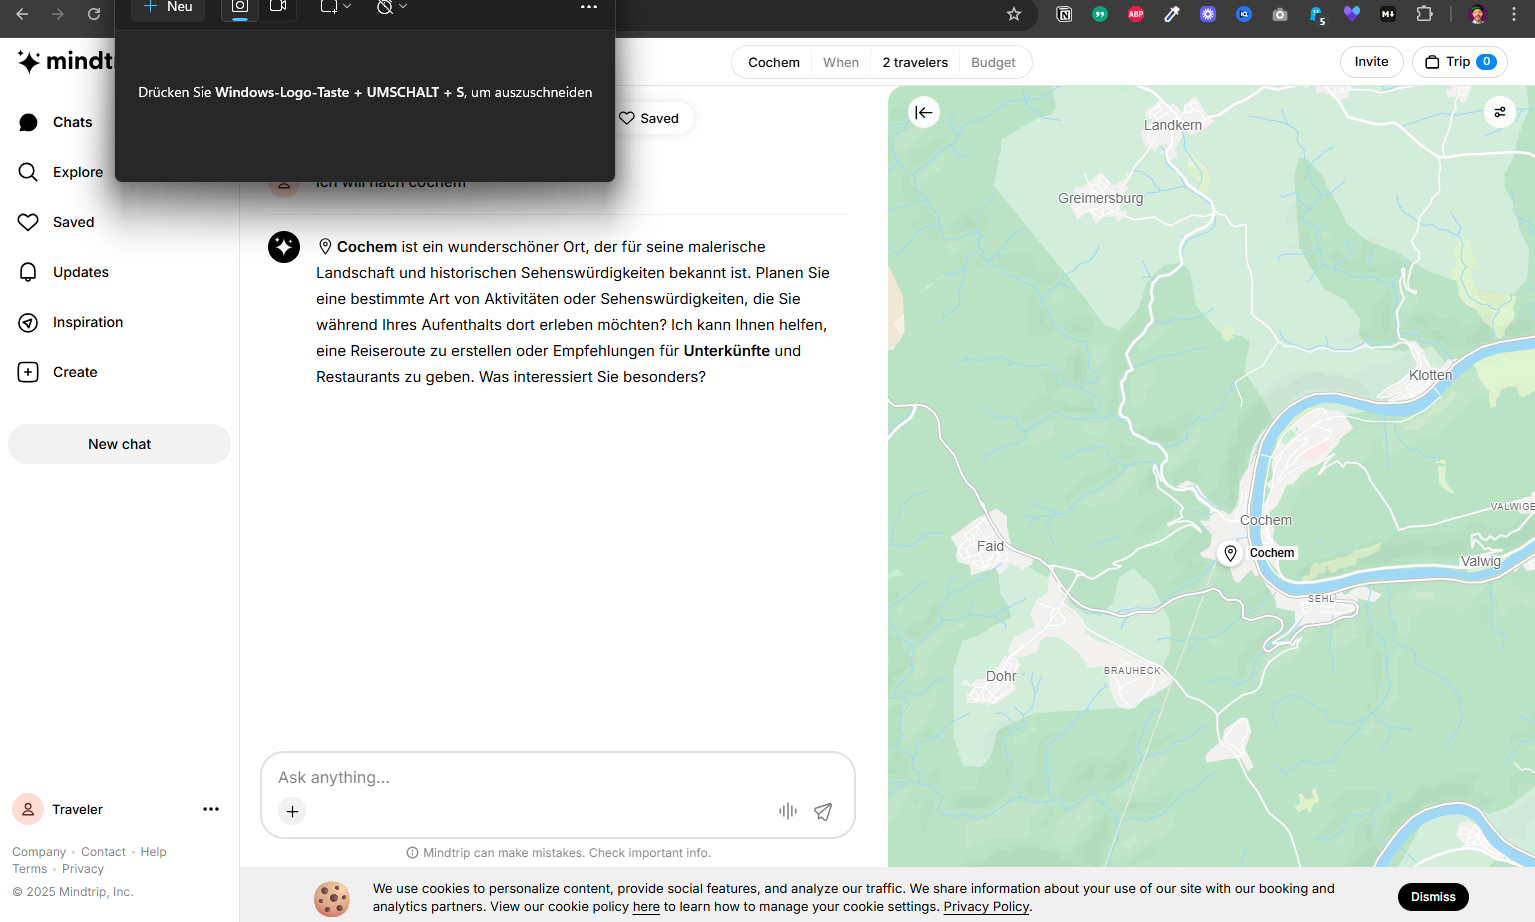 Neu
mindt
Drücken Sie Windows-Logo-Taste + UMSCHALT + S, um auszuschneiden
Cochem
When
2 travelers
Budget
Invite
Trip 0
Chats
Explore
Saved
Updates
Inspiration
Create
New chat
Saved
Ich will nach cochem
Cochem ist ein wunderschöner Ort, der für seine malerische
Landschaft und historischen Sehenswürdigkeiten bekannt ist. Planen Sie
eine bestimmte Art von Aktivitäten oder Sehenswürdigkeiten, die Sie
während Ihres Aufenthalts dort erleben möchten? Ich kann Ihnen helfen,
eine Reiseroute zu erstellen oder Empfehlungen für Unterkünfte und
Restaurants zu geben. Was interessiert Sie besonders?
Landkern
Greimersburg
Klotten
Cochem
Cochem
VALWIGE
Valwig
SEHL
Faid
Dohr
BRAUHECK
Ask anything...
Mindtrip can make mistakes. Check important info.
Traveler
Company • Contact • Help
Terms • Privacy
© 2025 Mindtrip, Inc.
We use cookies to personalize content, provide social features, and analyze our traffic. We share information about your use of our site with our booking and
analytics partners. View our cookie policy here to learn how to manage your cookie settings. Privacy Policy.
Dismiss
ABP
5
M↓